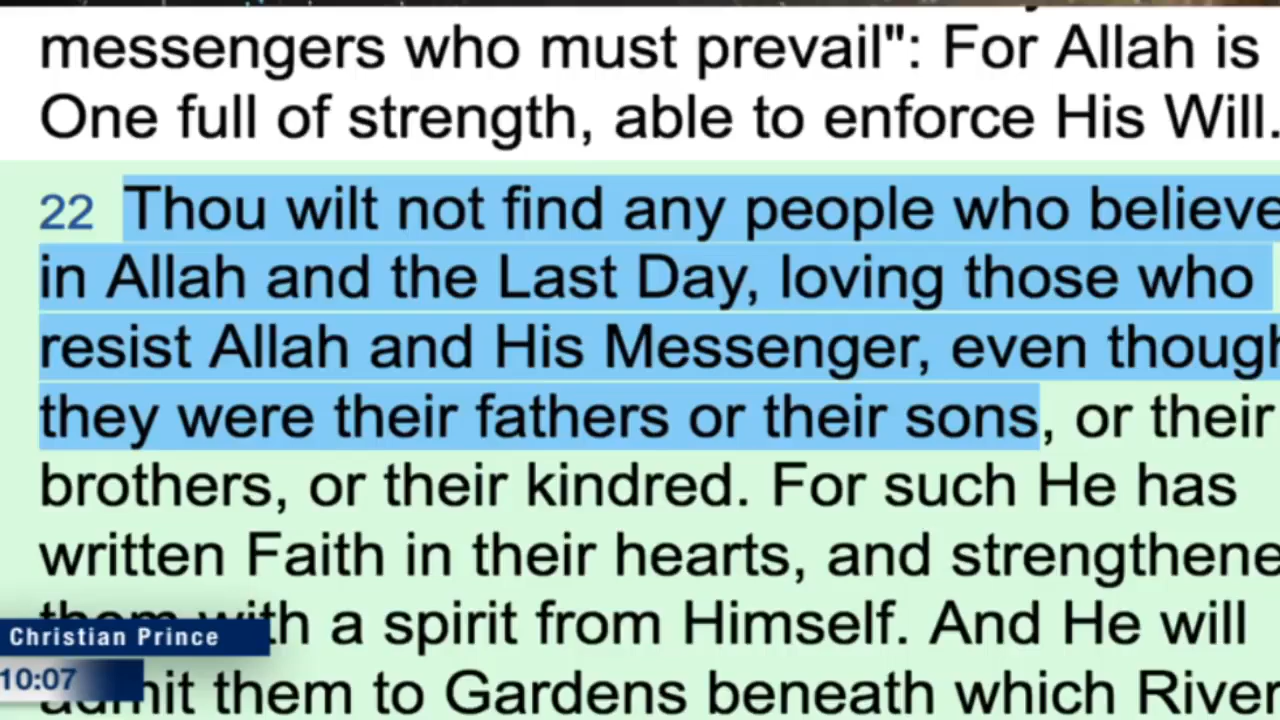 messengers who must prevail": For Allah is
One full of strength, able to enforce His Will.
22 Thou wilt not find any people who believe
in Allah and the Last Day, loving those who
resist Allah and His Messenger, even though
they were their fathers or their sons, or their
brothers, or their kindred. For such He has
written Faith in their hearts, and strengthene
them with a spirit from Himself. And He will
Christian Prince
admit them to Gardens beneath which River
10:07